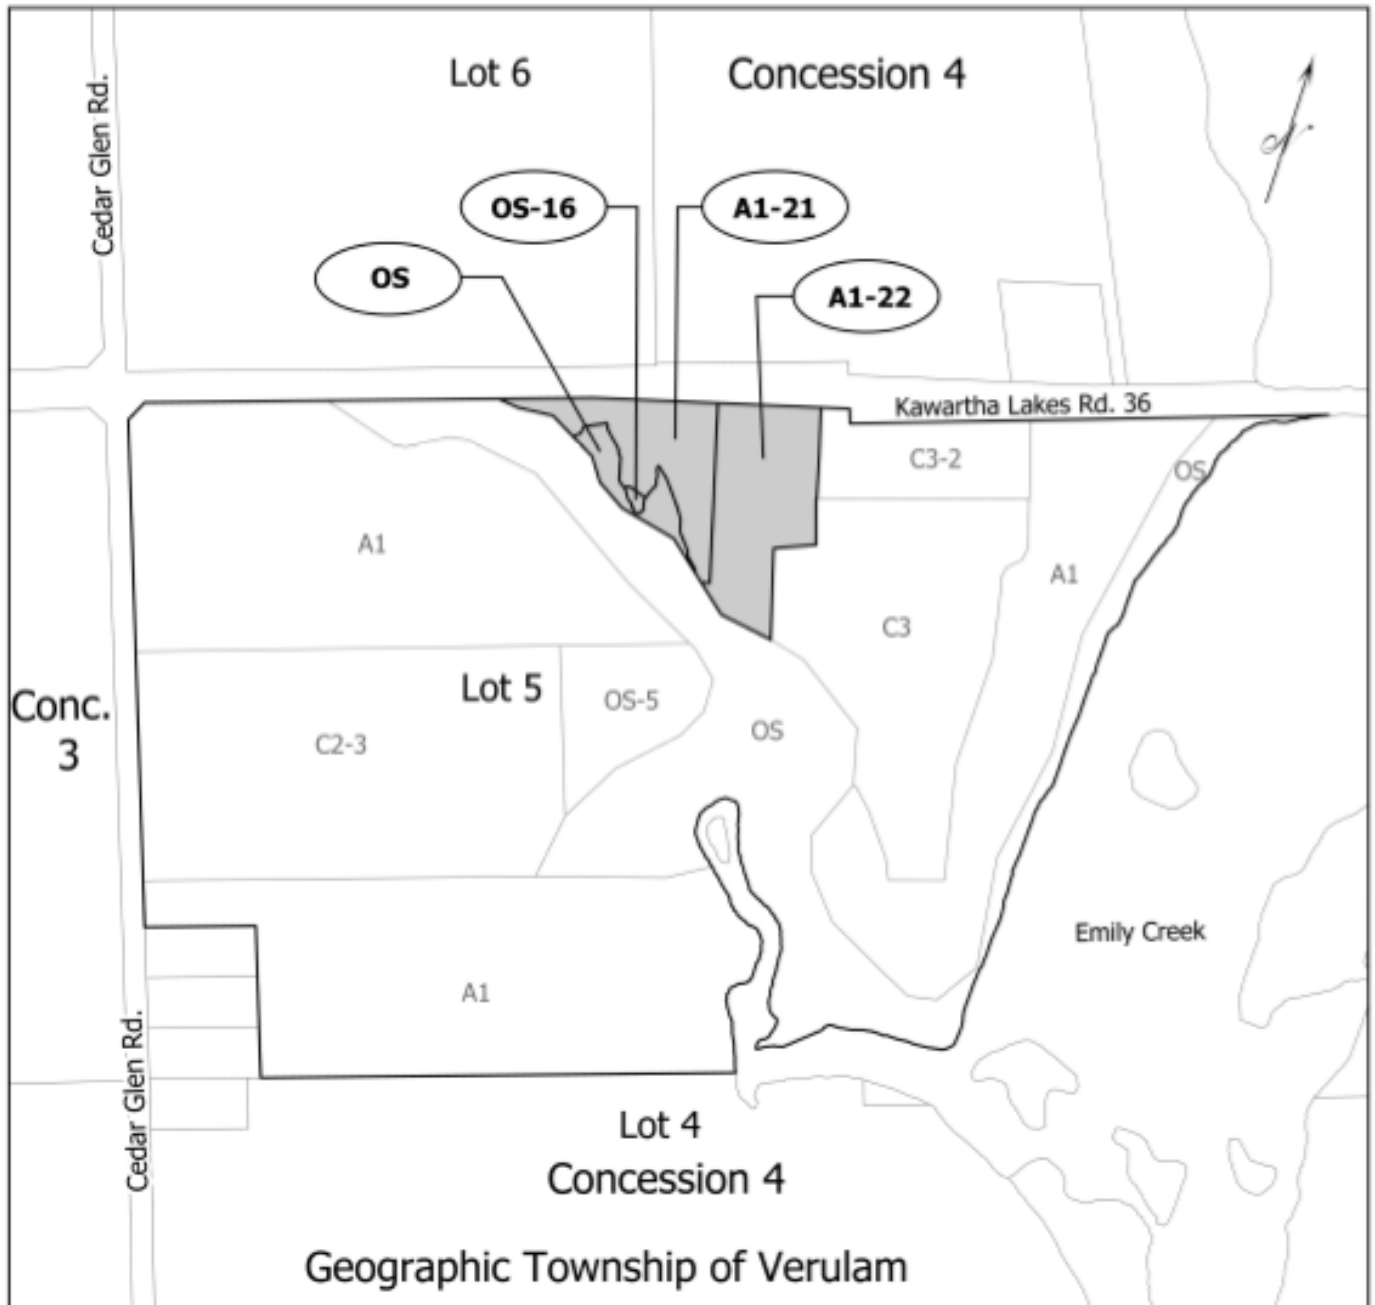 Lot 6
Concession 4
Cedar Glen Rd.
OS-16
A1-21
OS
A1-22
Kawartha Lakes Rd. 36
C3-2
OS
A1
A1
C3
Lot 5
OS-5
Conc.
3
C2-3
OS
Emily Creek
A1
Cedar Glen Rd.
Lot 4
Concession 4
Geographic Township of Verulam